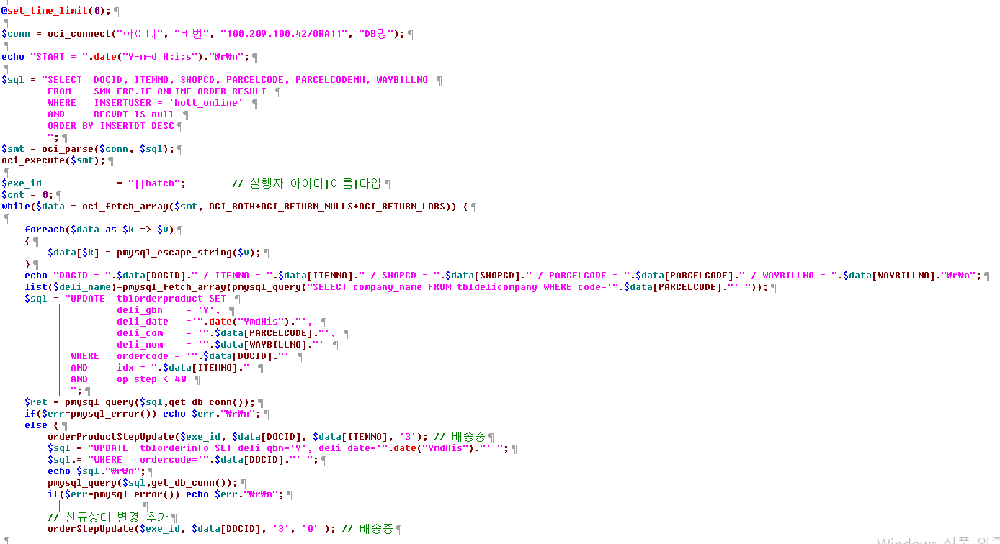 @set_time_limit(0);
$conn = oci_connect("아이디", "비번", "100.209.100.42/ORA11", "DB명");
echo "START = ".date("Y-m-d H:i:s")."₩r₩n";
$sql = "SELECT  DOCID, ITEMNO, SHOPCD, PARCELCODE, PARCELCODENM, WAYBILLNO
FROM    SMK_ERP.IF_ONLINE_ORDER_RESULT
WHERE   INSERTUSER = 'hott_online'
AND     RECVDT IS null
ORDER BY INSERTDT DESC
";
$smt = oci_parse($conn, $sql);
oci_execute($smt);
$exe_id             = "||batch";        // 실행자 아이디|이름|타입
$cnt = 0;
while($data = oci_fetch_array($smt, OCI_BOTH+OCI_RETURN_NULLS+OCI_RETURN_LOBS)) {
foreach($data as $k => $v)
{
$data[$k] = pmysql_escape_string($v);
}
echo "DOCID = ".$data[DOCID]." / ITEMNO = ".$data[ITEMNO]." / SHOPCD = ".$data[SHOPCD]." / PARCELCODE = ".$data[PARCELCODE]." / WAYBILLNO = ".$data[WAYBILLNO]."₩r₩n";
list($deli_name)=pmysql_fetch_array(pmysql_query("SELECT company_name FROM tbldelicompany WHERE code='".$data[PARCELCODE]."' "));
$sql = "UPDATE  tblorderproduct SET
deli_gbn    = 'Y',
deli_date   ='".date("YmdHis")."',
deli_com    = '".$data[PARCELCODE]."',
deli_num    = '".$data[WAYBILLNO]."'
WHERE   ordercode = '".$data[DOCID]."'
AND     idx = ".$data[ITEMNO]."
AND     op_step < 40
";
$ret = pmysql_query($sql,get_db_conn());
if($err=pmysql_error()) echo $err."₩r₩n";
else {
orderProductStepUpdate($exe_id, $data[DOCID], $data[ITEMNO], '3'); // 배송중
$sql = "UPDATE  tblorderinfo SET deli_gbn='Y', deli_date='".date("YmdHis")."' ";
$sql.= "WHERE   ordercode='".$data[DOCID]."' ";
echo $sql."₩r₩n";
pmysql_query($sql,get_db_conn());
if($err=pmysql_error()) echo $err."₩r₩n";
// 신규상태 변경 추가
orderStepUpdate($exe_id, $data[DOCID], '3', '0' ); // 배송중
Windows 정품 인증